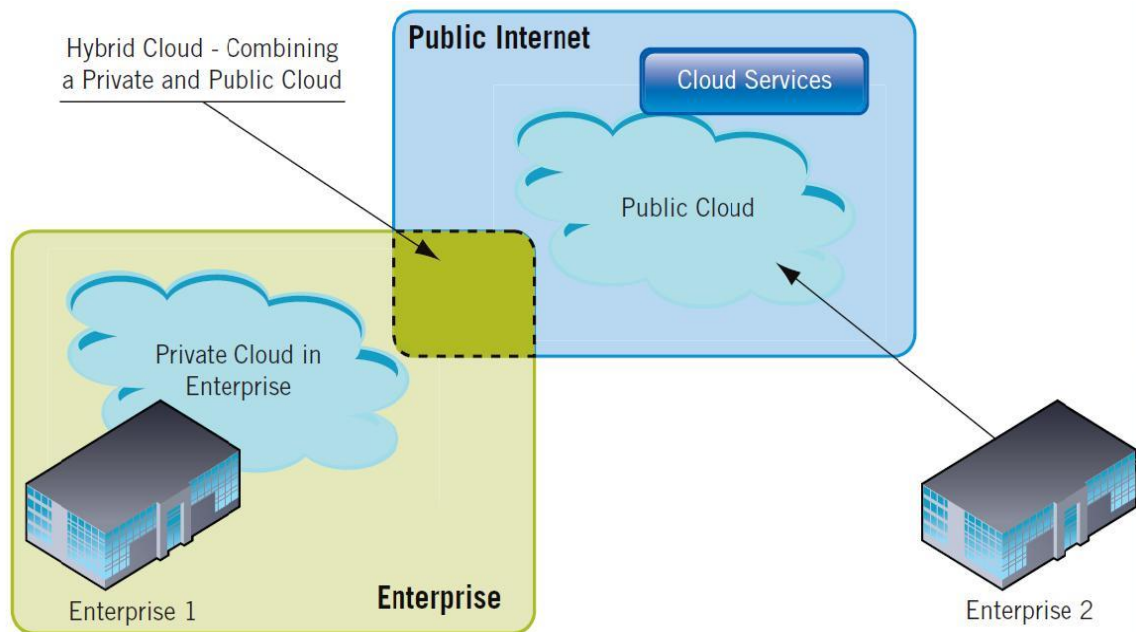 Hybrid Cloud - Combining
a Private and Public Cloud
Public Internet
Cloud Services
Public Cloud
Private Cloud in
Enterprise
Enterprise 1
Enterprise
Enterprise 2